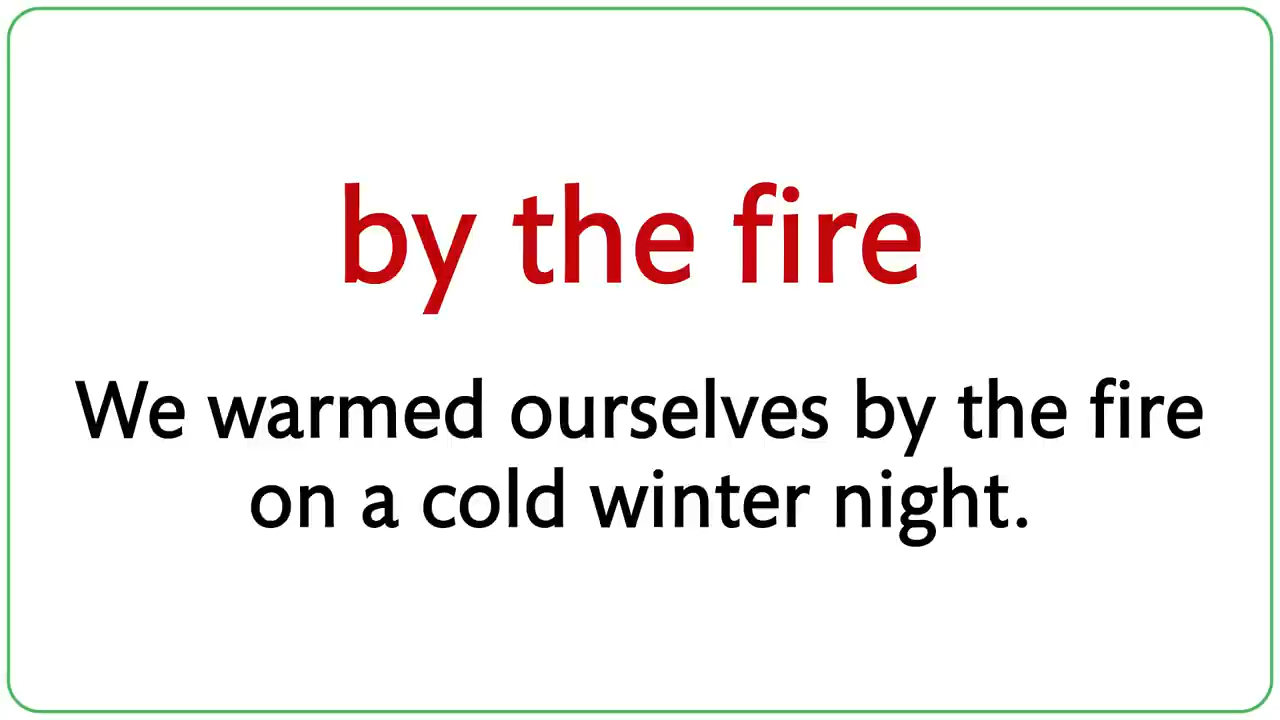 by the fire
We warmed ourselves by the fire
on a cold winter night.